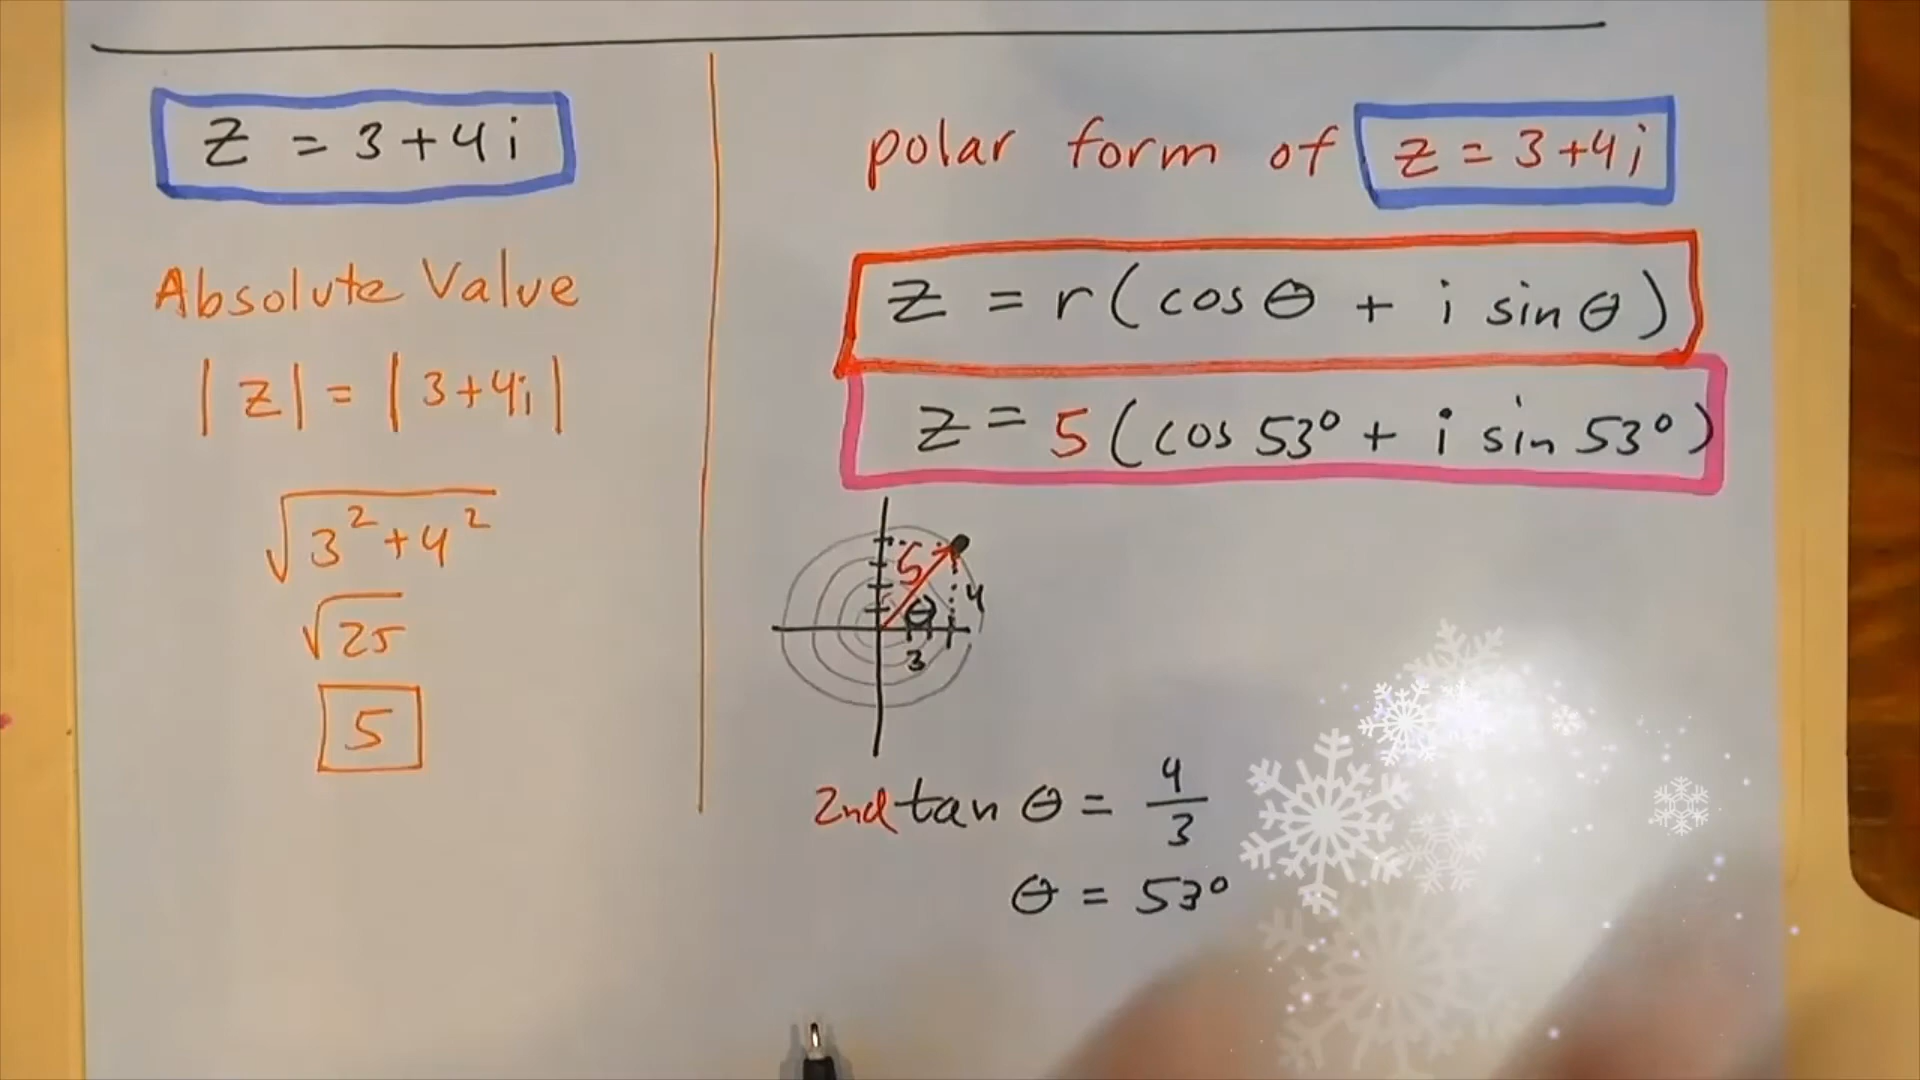 z = 3+4i
Absolute Value
|z| = |3+4i|
√3²+4²
√25
5
polar form of z = 3+4i
z = r(cos θ + i sin θ)
z = 5(cos 53° + i sin 53°)
5
θ
4
3
2nd tan θ = 4/3
θ = 53°